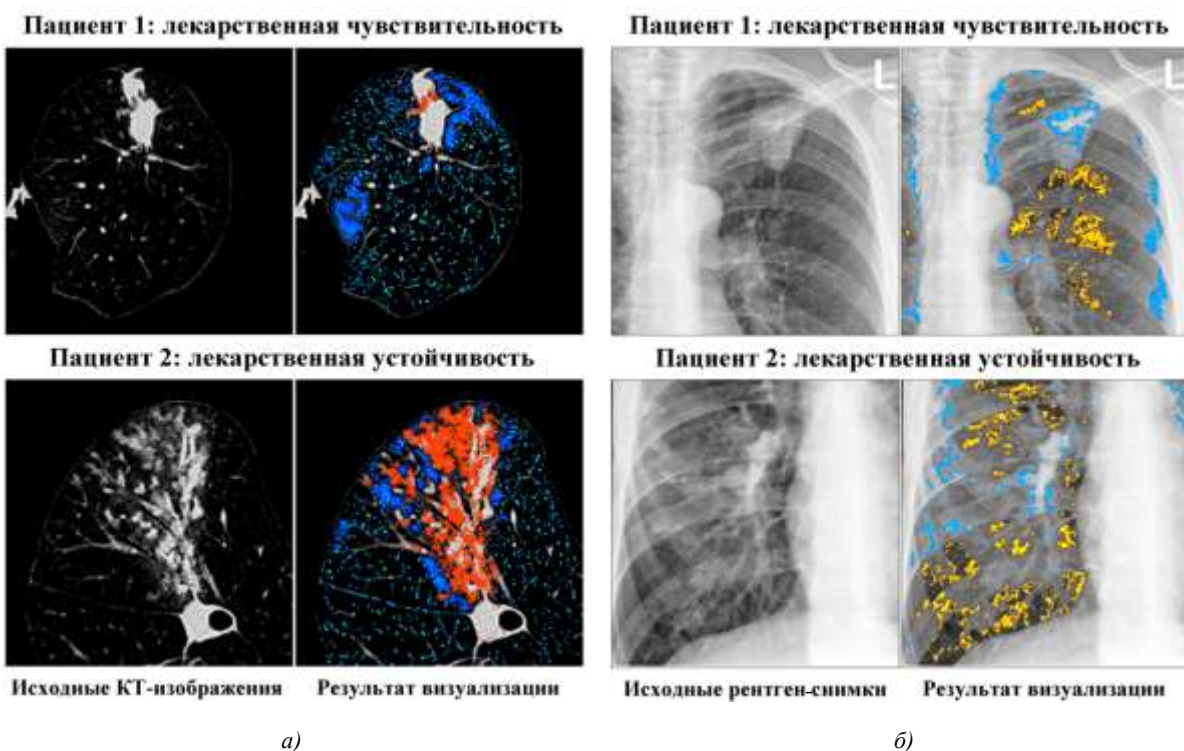 Пациент 1: лекарственная чувствительность
Пациент 2: лекарственная устойчивость
Исходные КТ-изображения Результат визуализации
а)
Пациент 1: лекарственная чувствительность
L L
Пациент 2: лекарственная устойчивость
Исходные рентген-снимки Результат визуализации
б)